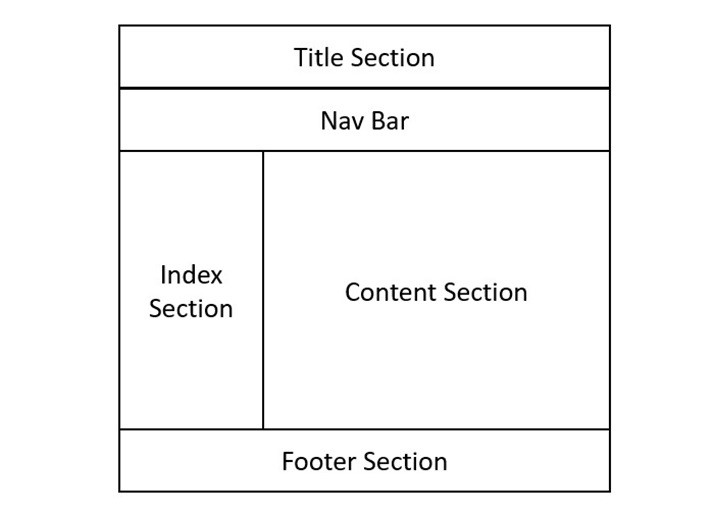 Title Section
Nav Bar
Index
Section
Content Section
Footer Section